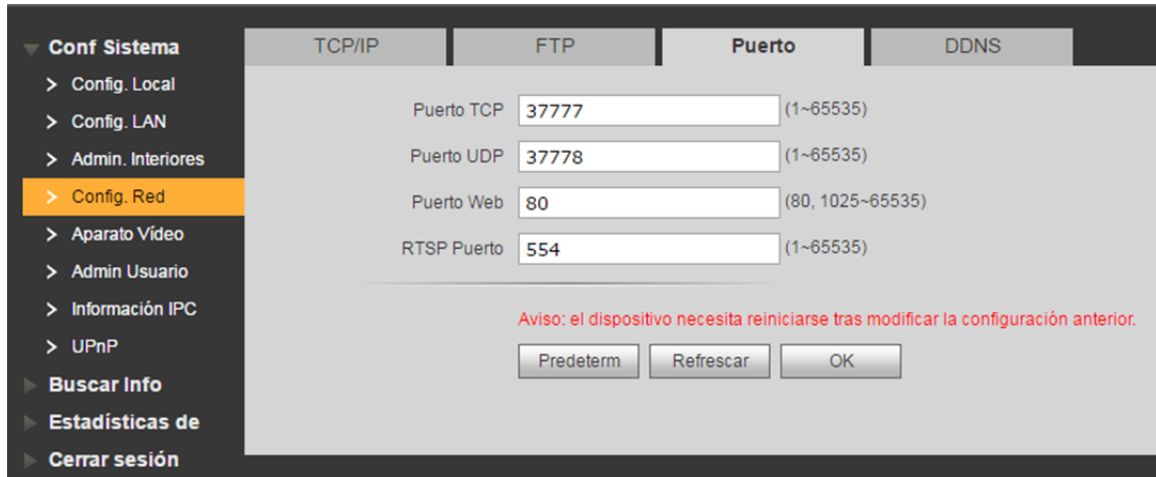 Conf Sistema
Config. Local
Config. LAN
Admin. Interiores
Config. Red
Aparato Vídeo
Admin Usuario
Información IPC
UPnP
Buscar Info
Estadísticas de
Cerrar sesión
TCP/IP FTP Puerto DDNS
Puerto TCP 37777 (1~65535)
Puerto UDP 37778 (1~65535)
Puerto Web 80 (80, 1025~65535)
RTSP Puerto 554 (1~65535)
Aviso: el dispositivo necesita reiniciarse tras modificar la configuración anterior.
Predeterm Refrescar OK